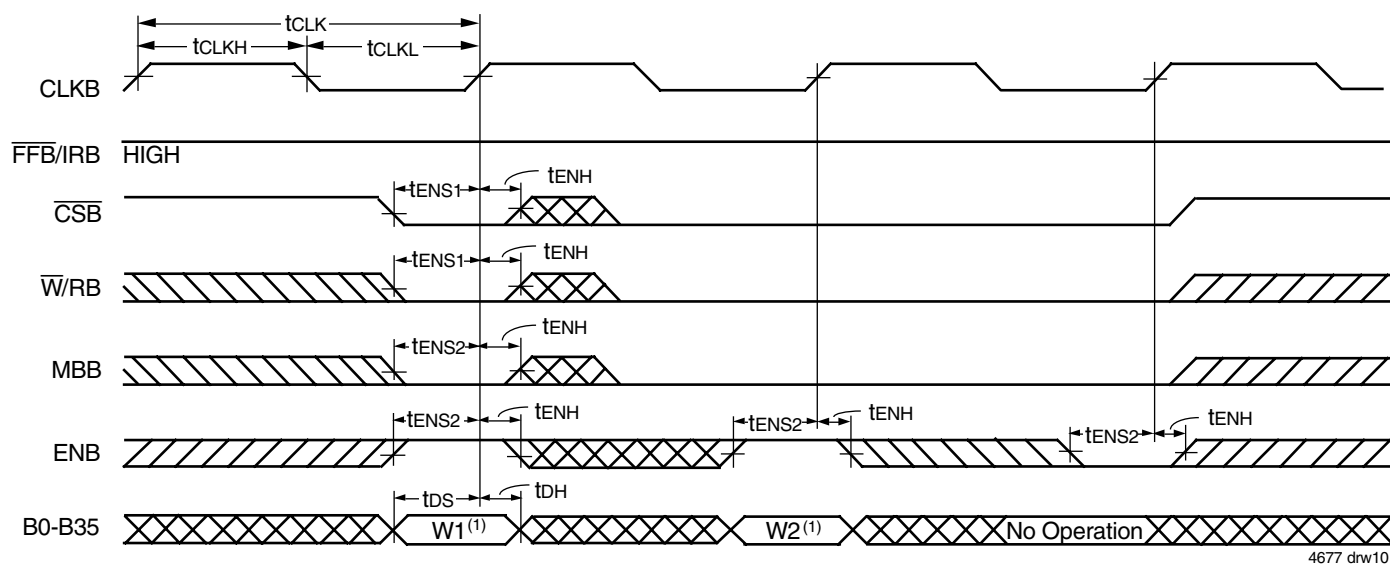 tCLK
tCLKH
tCLKL
CLKB
FFB/IRB HIGH
tENS1
tENH
CSB
tENS1
tENH
W/RB
tENS2
tENH
MBB
tENS2
tENH
tENS2
tENH
tENS2
tENH
ENB
tDS
tDH
B0-B35
W1(1)
W2(1)
No Operation
4677 drw10